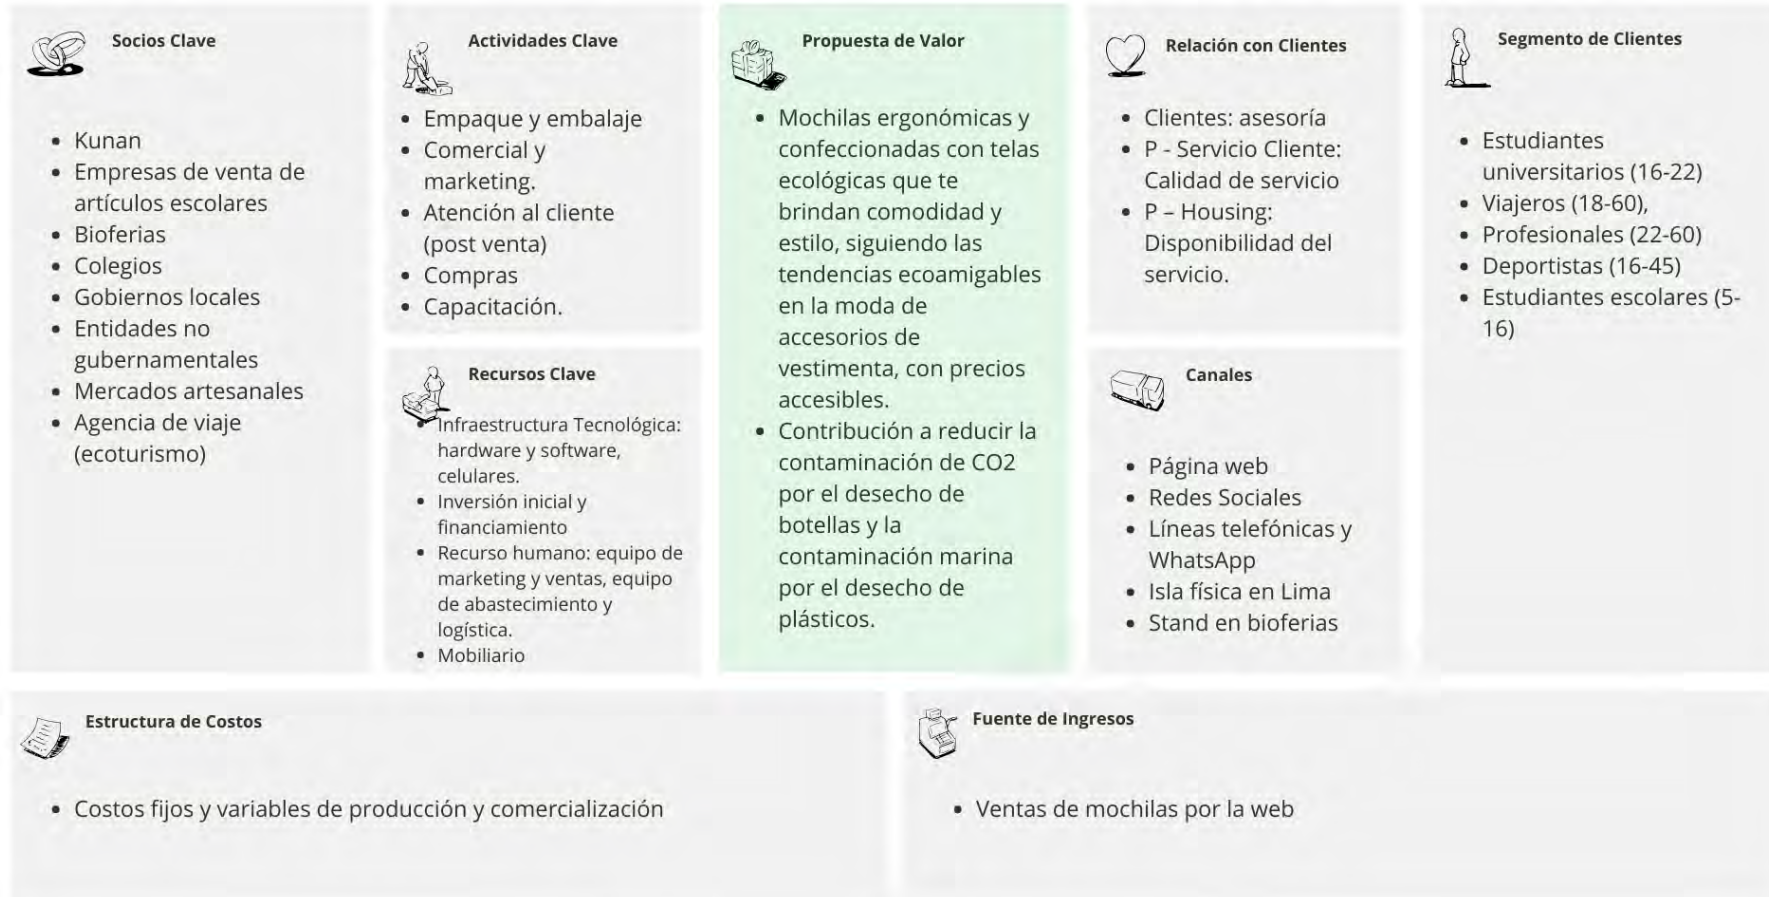 Socios Clave
• Kunan
• Empresas de venta de
artículos escolares
• Bioferias
• Colegios
• Gobiernos locales
• Entidades no
gubernamentales
• Mercados artesanales
• Agencia de viaje
(ecoturismo)
Actividades Clave
• Empaque y embalaje
• Comercial y
marketing.
• Atención al cliente
(post venta)
• Compras
• Capacitación.
Recursos Clave
• Infraestructura Tecnológica:
hardware y software,
celulares.
• Inversión inicial y
financiamiento
• Recurso humano: equipo de
marketing y ventas, equipo
de abastecimiento y
logística.
• Mobiliario
Propuesta de Valor
• Mochilas ergonómicas y
confeccionadas con telas
ecológicas que te
brindan comodidad y
estilo, siguiendo las
tendencias ecoamigables
en la moda de
accesorios de
vestimenta, con precios
accesibles.
• Contribución a reducir la
contaminación de CO2
por el desecho de
botellas y la
contaminación marina
por el desecho de
plásticos.
Relación con Clientes
• Clientes: asesoría
• P - Servicio Cliente:
Calidad de servicio
• P – Housing:
Disponibilidad del
servicio.
Canales
• Página web
• Redes Sociales
• Líneas telefónicas y
WhatsApp
• Isla física en Lima
• Stand en bioferias
Segmento de Clientes
• Estudiantes
universitarios (16-22)
• Viajeros (18-60),
• Profesionales (22-60)
• Deportistas (16-45)
• Estudiantes escolares (5-
16)
Estructura de Costos
• Costos fijos y variables de producción y comercialización
Fuente de Ingresos
• Ventas de mochilas por la web